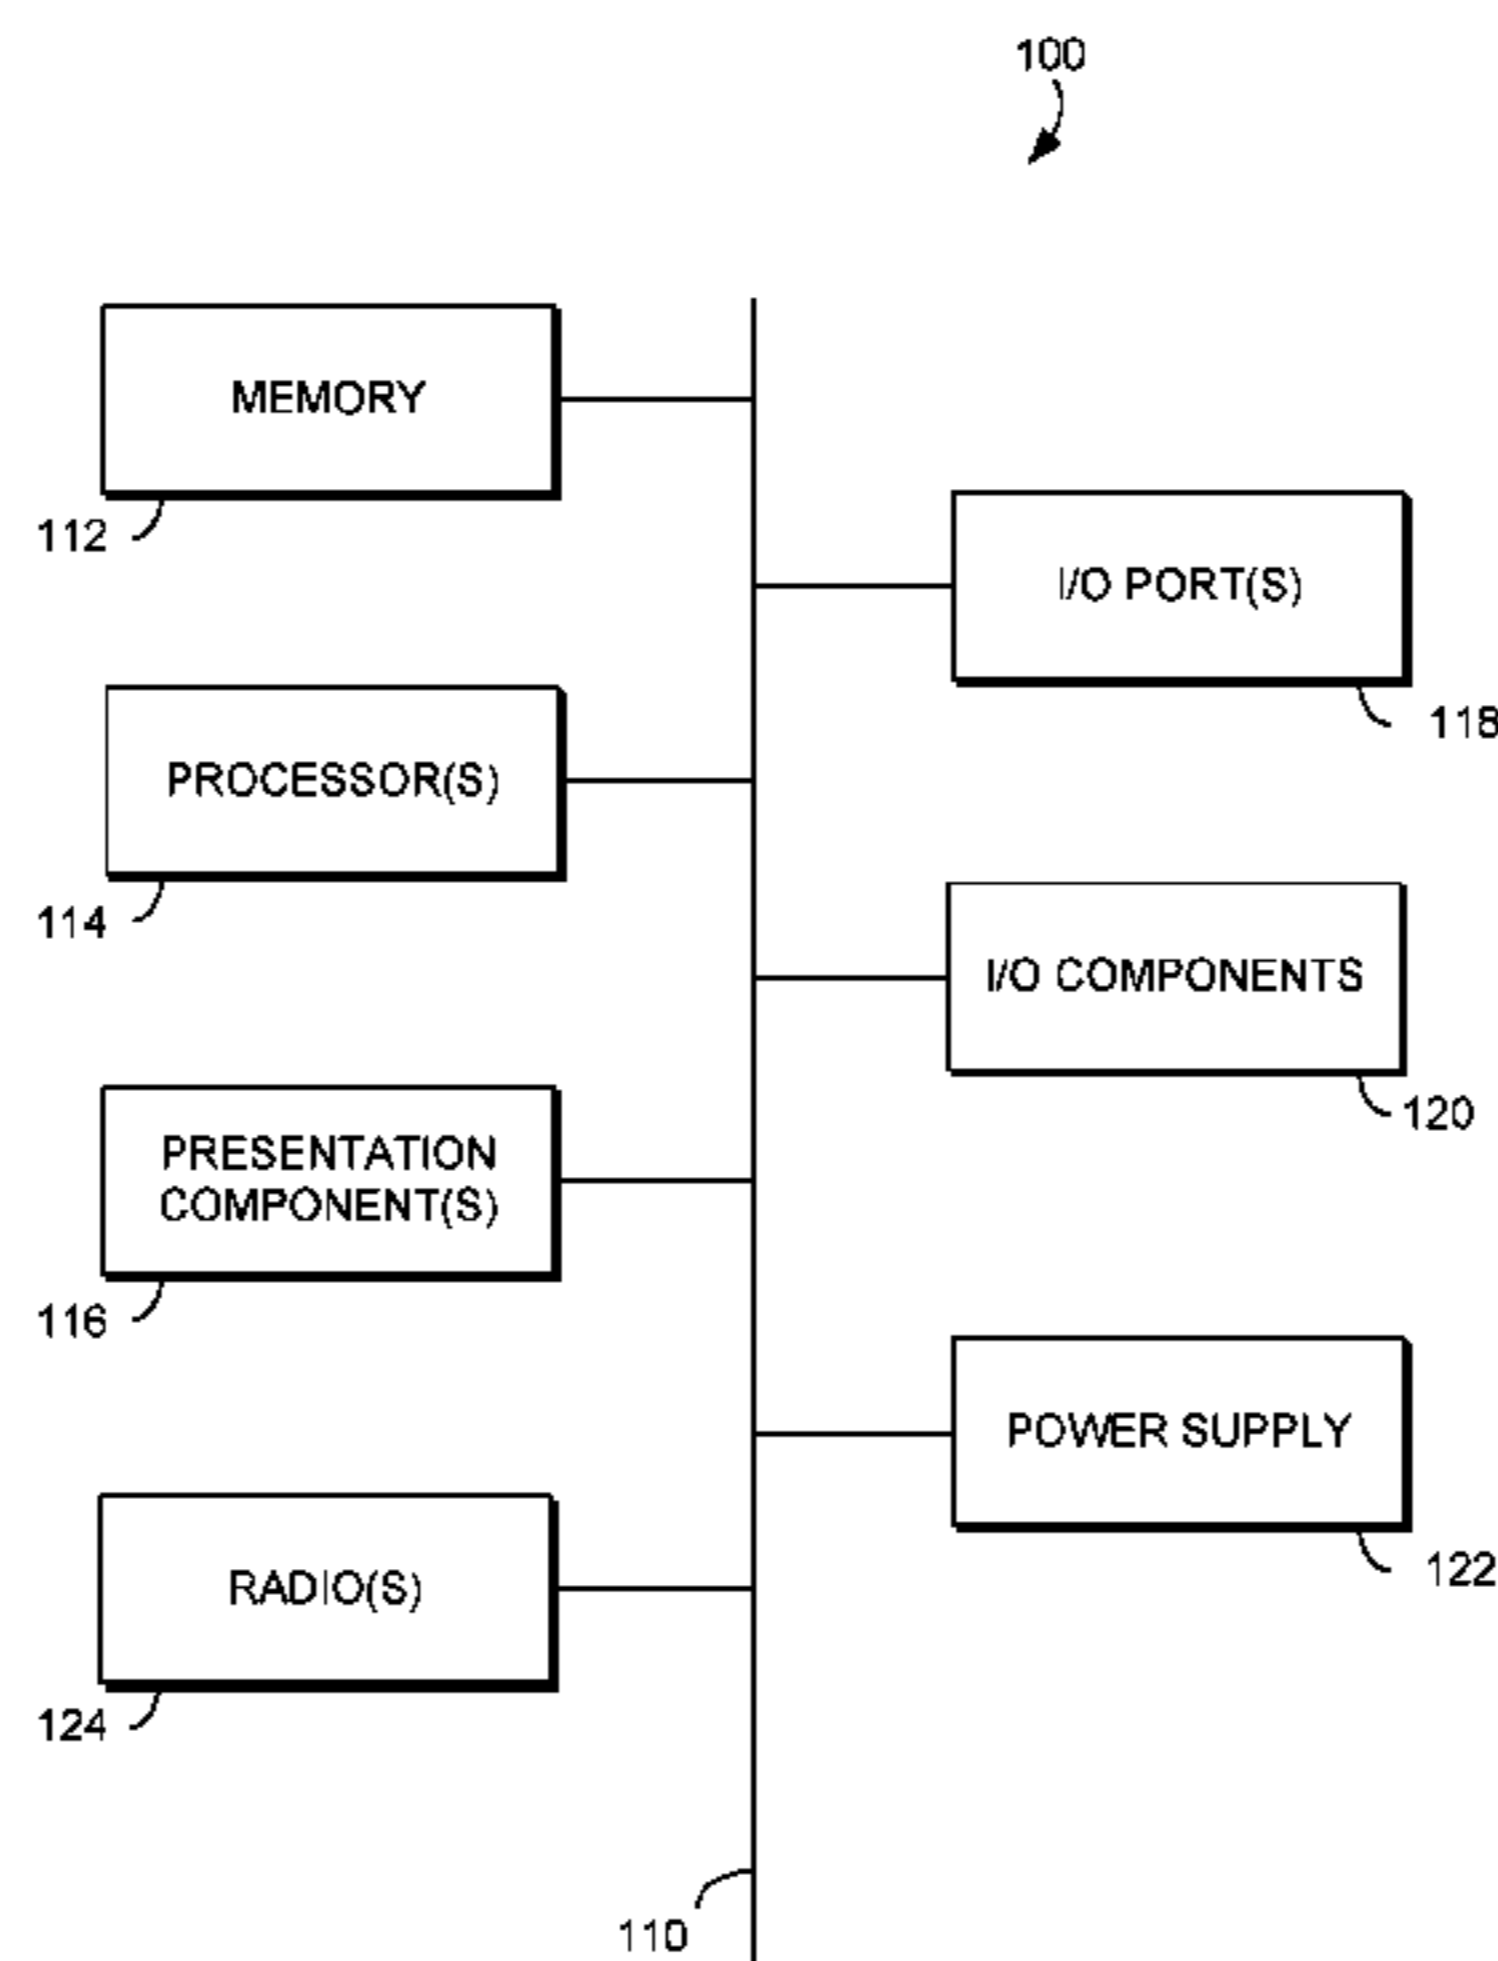 100
MEMORY
112
I/O PORT(S)
118
PROCESSOR(S)
114
I/O COMPONENTS
120
PRESENTATION
COMPONENT(S)
116
POWER SUPPLY
122
RADIO(S)
124
110